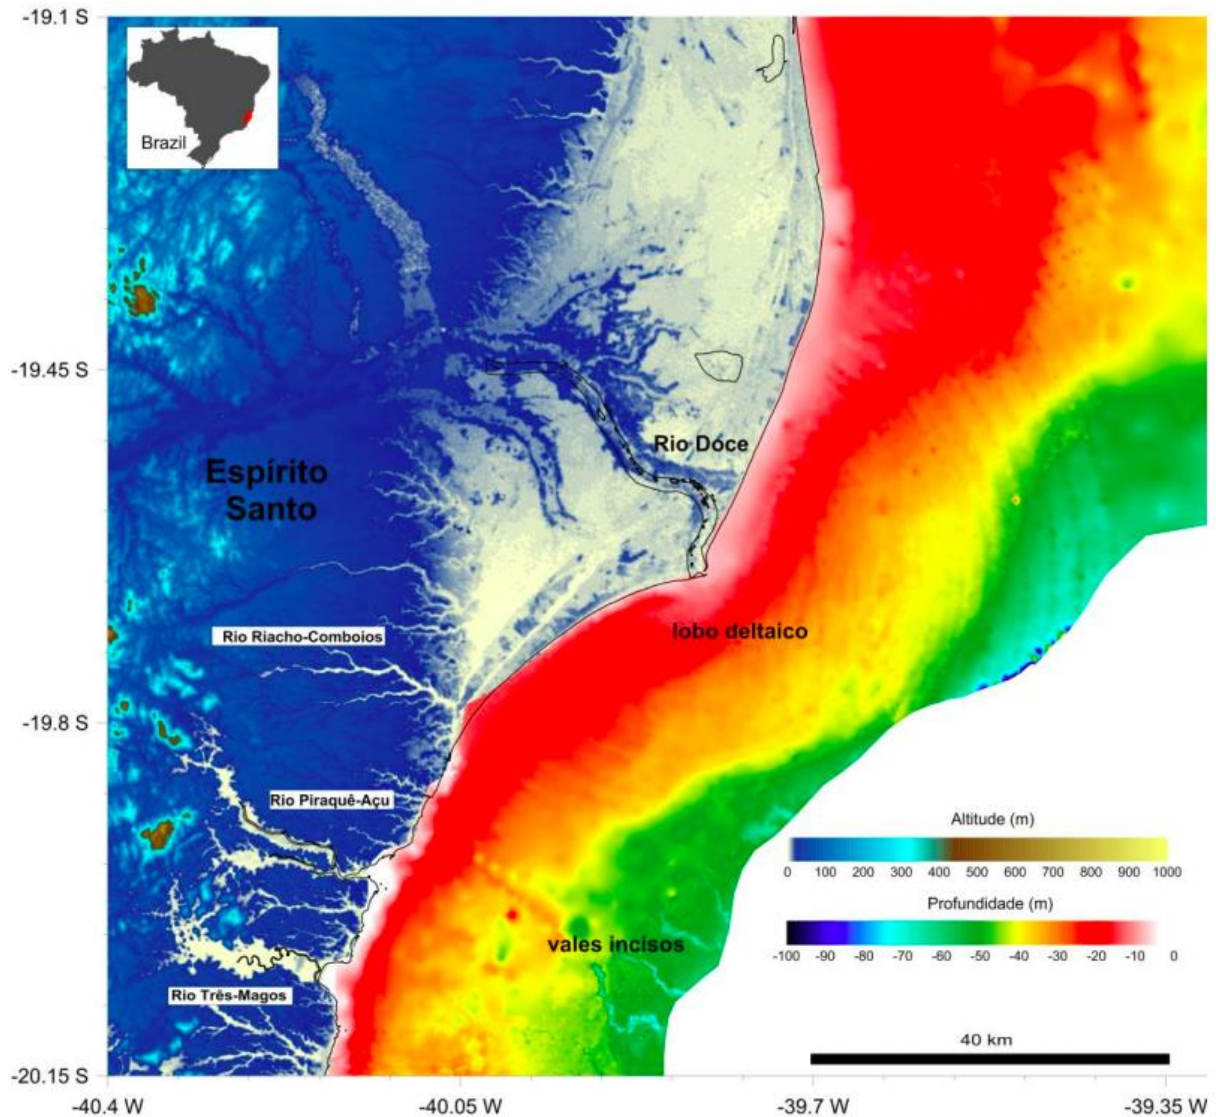 -19.1 S
Brazil
-19.45 S
Rio Doce
Espírito
Santo
lobo deltaico
Rio Riacho-Comboios
-19.8 S
Rio Piraquê-Açu
Altitude (m)
0 100 200 300 400 500 600 700 800 900 1000
Profundidade (m)
-100 -90 -80 -70 -60 -50 -40 -30 -20 -10 0
vales incisos
Rio Três-Magos
40 km
-20.15 S
-40.4 W -40.05 W -39.7 W -39.35 W